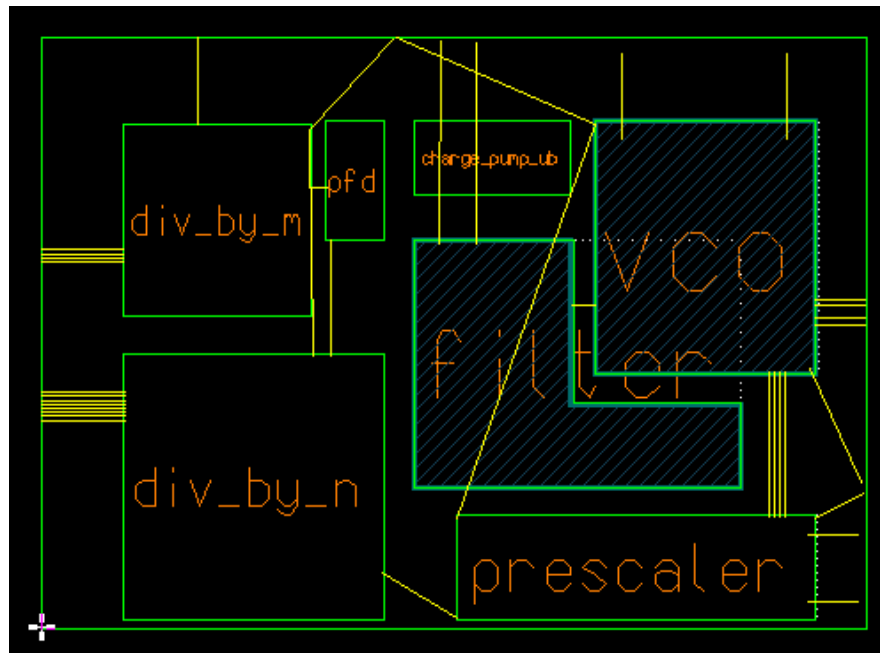 charge_pump_ub
pfd
div_by_m
vco
filter
div_by_n
prescaler